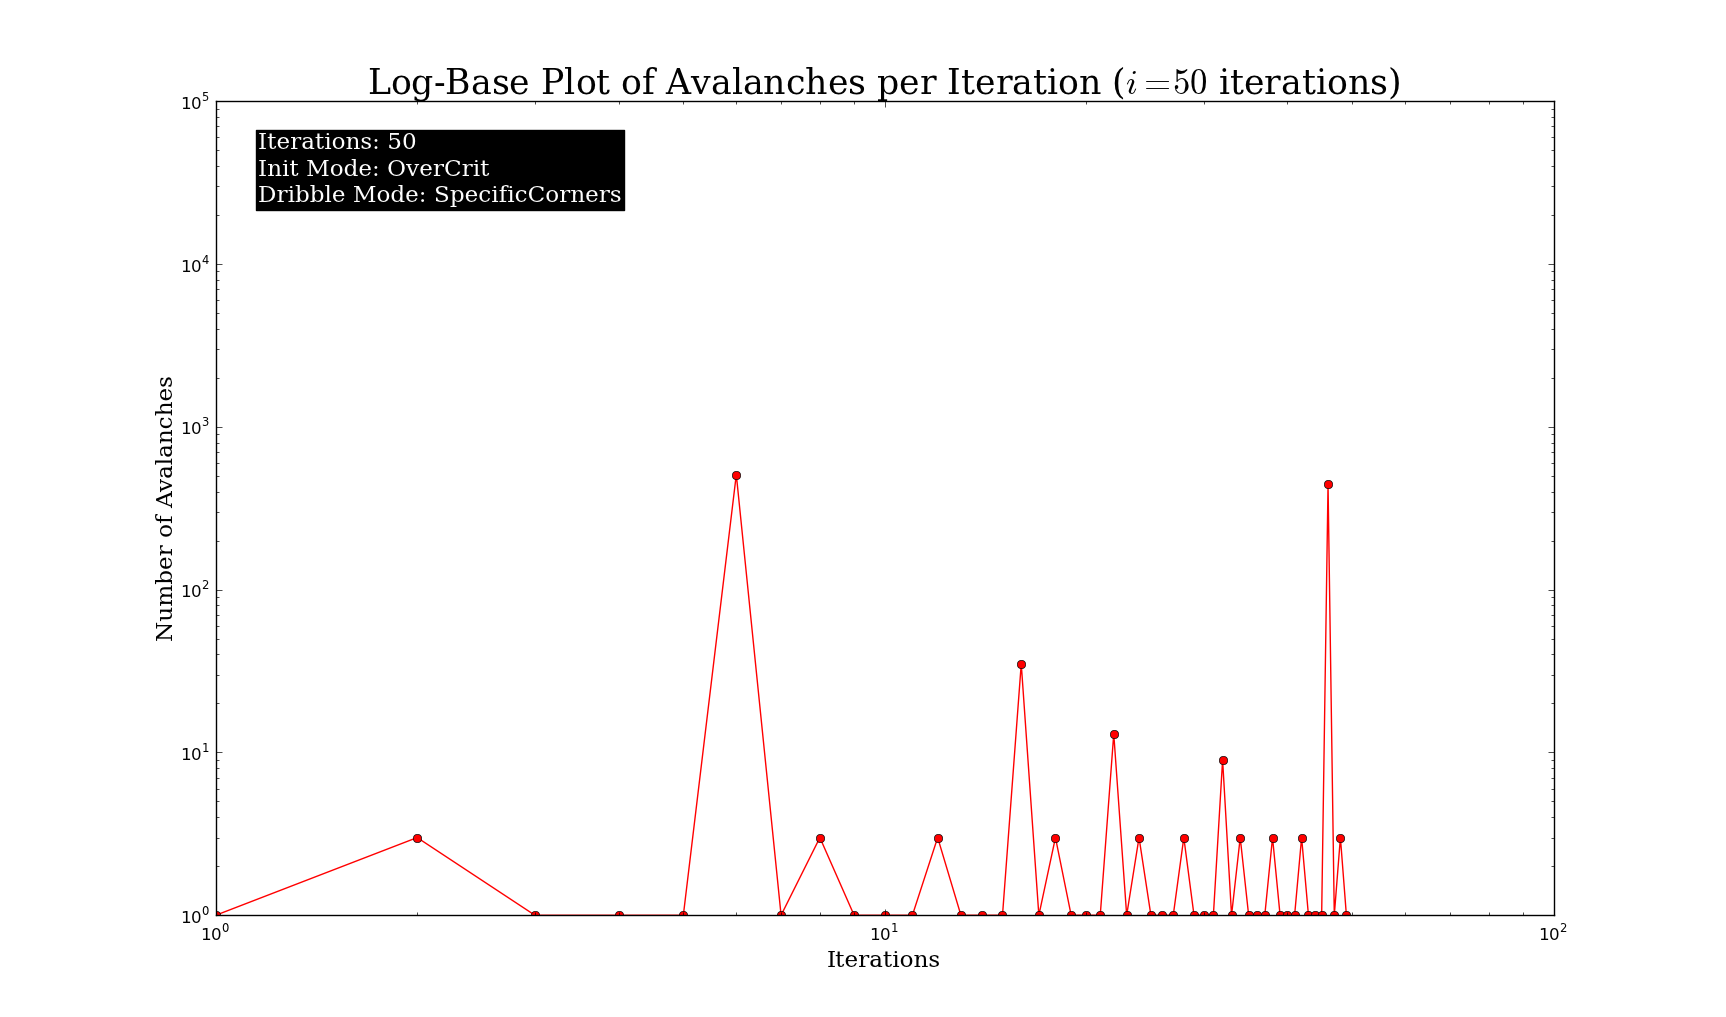 Log-Base Plot of Avalanches per Iteration (i = 50 iterations)
Iterations: 50
Init Mode: OverCrit
Dribble Mode: SpecificCorners
Number of Avalanches
10^5
10^4
10^3
10^2
10^1
10^0
10^0 10^1 10^2
Iterations